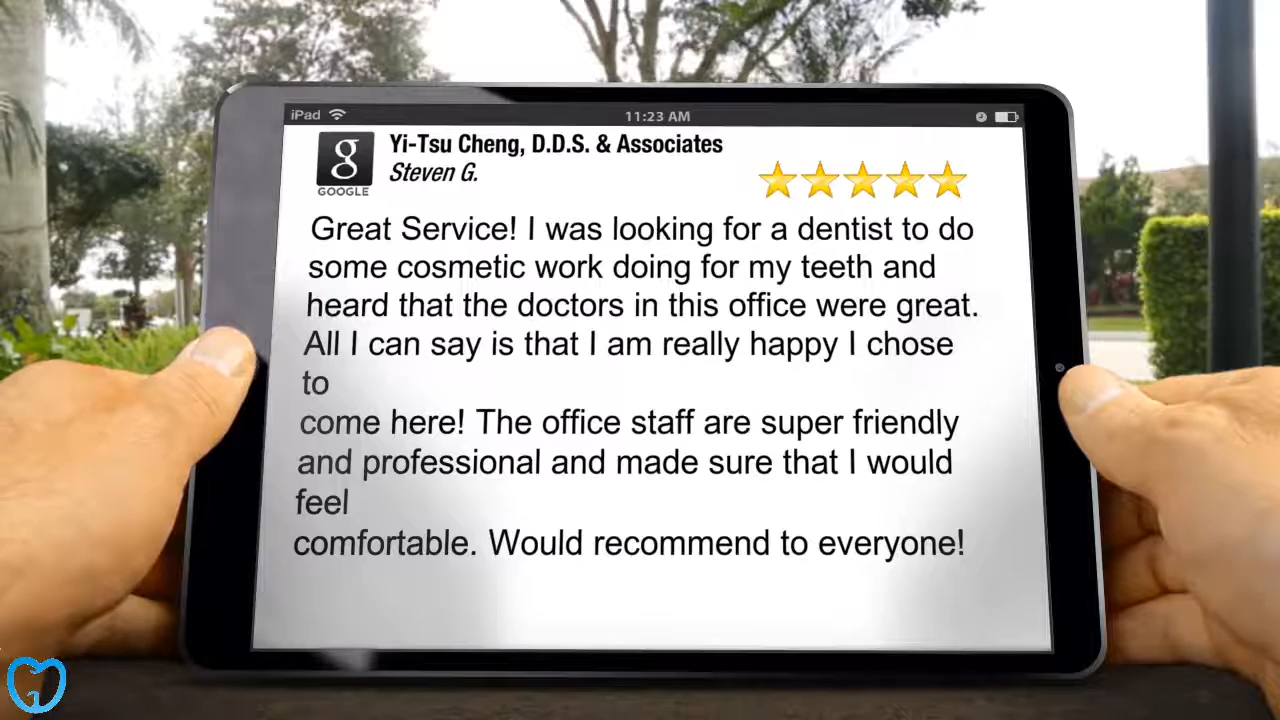 iPad
11:23 AM
g
GOOGLE
Yi-Tsu Cheng, D.D.S. & Associates
Steven G.
Great Service! I was looking for a dentist to do
some cosmetic work doing for my teeth and
heard that the doctors in this office were great.
All I can say is that I am really happy I chose
to
come here! The office staff are super friendly
and professional and made sure that I would
feel
comfortable. Would recommend to everyone!